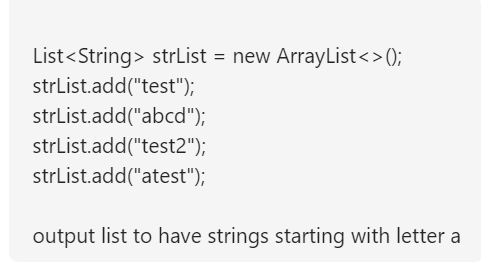 List<String> strList = new ArrayList<>();
strList.add("test");
strList.add("abcd");
strList.add("test2");
strList.add("atest");
output list to have strings starting with letter a